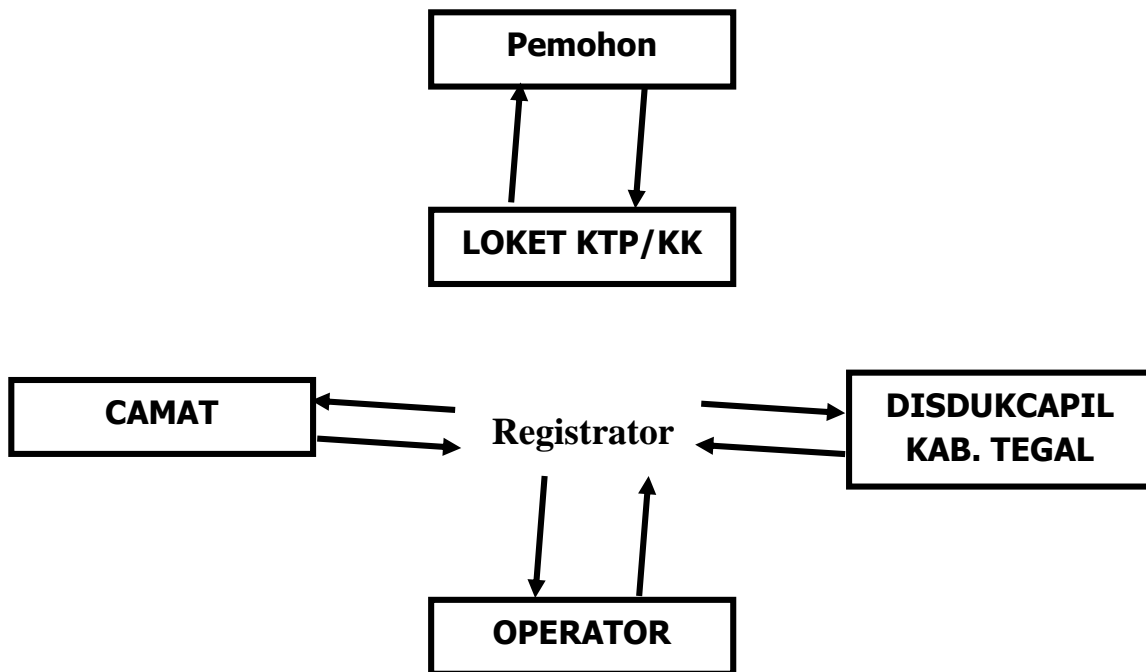 Pemohon
LOKET KTP/KK
CAMAT
Registrator
DISDUKCAPIL
KAB. TEGAL
OPERATOR